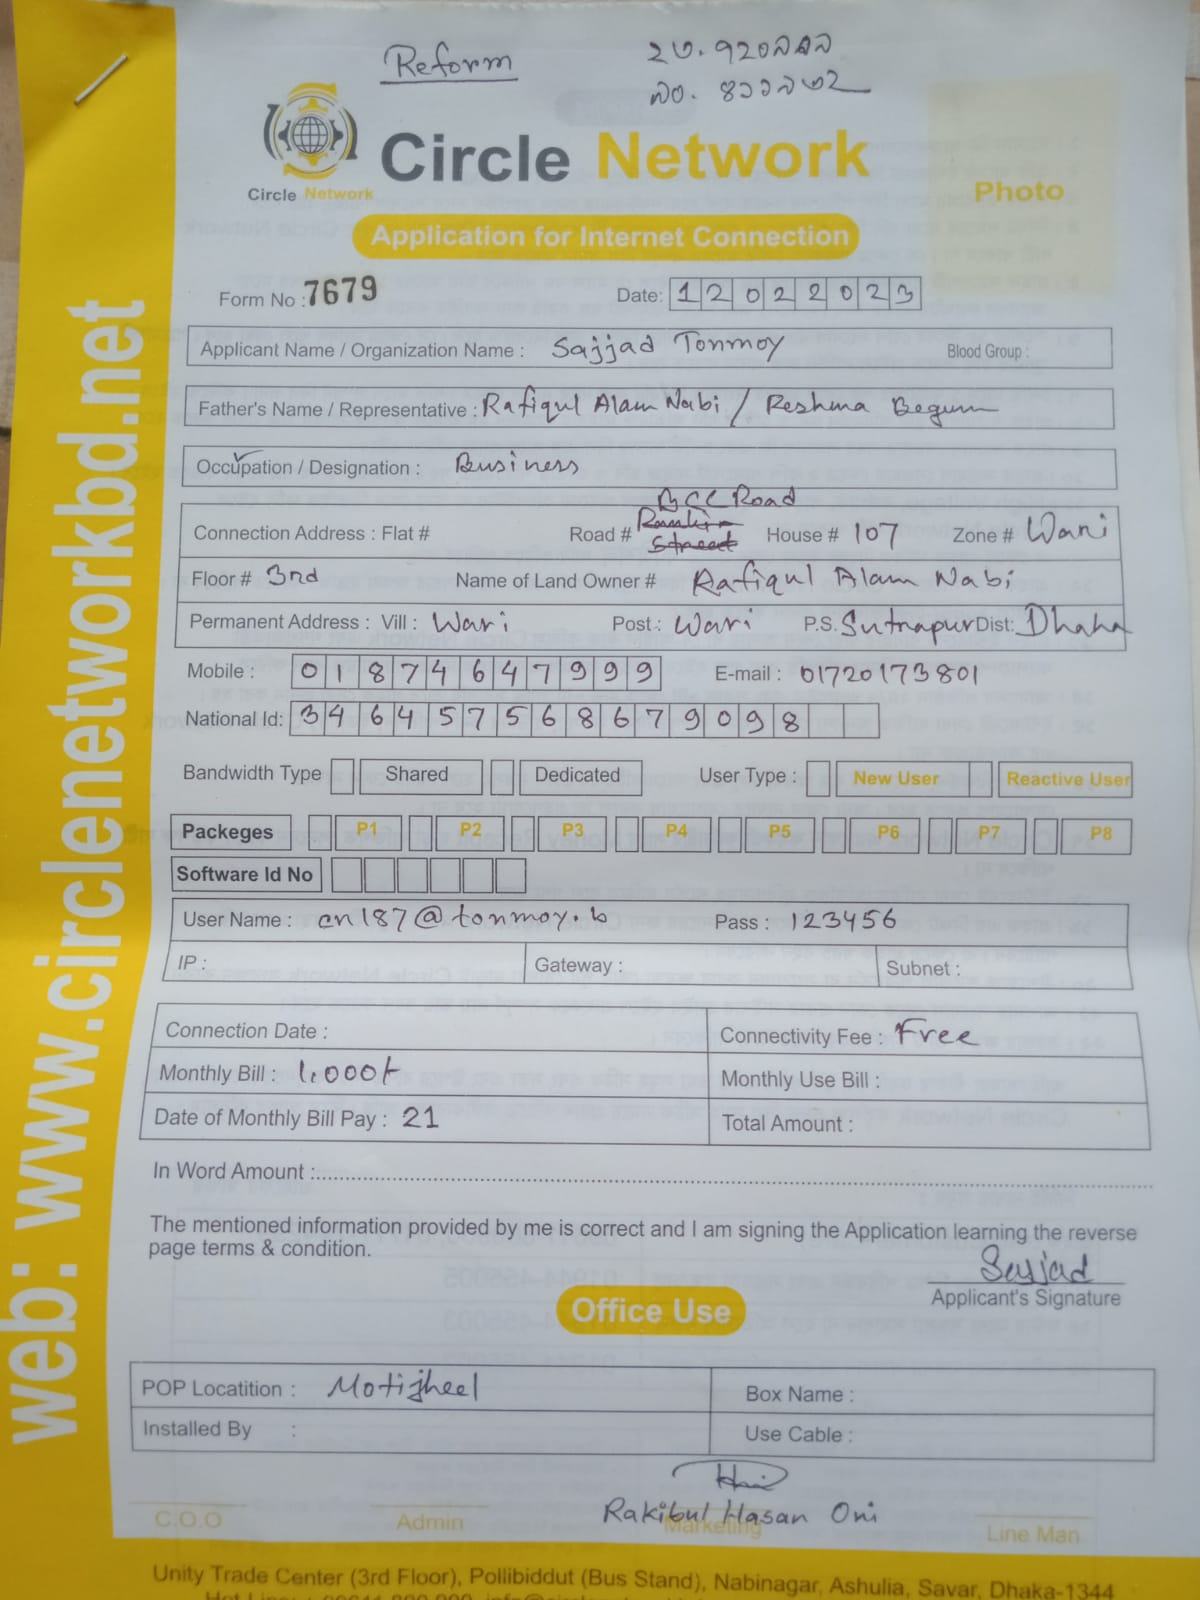 Reform
২৩. ৭২০৯৪৯
৯০. ৪১১৯৩২
Circle Network
Circle Network
Photo
Application for Internet Connection
Form No : 7679 Date: 12022023
Applicant Name / Organization Name : Sajjad Tonmoy Blood Group :
Father's Name / Representative : Rafiqul Alam Nabi / Reshma Begum
Occupation / Designation : Business
BCC Road
Connection Address : Flat # Road # Rankin Street House # 107 Zone # Wari
Floor # 3rd Name of Land Owner # Rafiqul Alam Nabi
Permanent Address : Vill : Wari Post : Wari P.S. Sutrapur Dist: Dhaka
Mobile : 01874647999 E-mail : 01720173801
National Id: 346457568679098
Bandwidth Type Shared Dedicated User Type : New User Reactive User
Packeges P1 P2 P3 P4 P5 P6 P7 P8
Software Id No
User Name : cn187@tonmoy.b Pass : 123456
IP : Gateway : Subnet :
Connection Date : Connectivity Fee : Free
Monthly Bill : 1,000/- Monthly Use Bill :
Date of Monthly Bill Pay : 21 Total Amount :
In Word Amount :
The mentioned information provided by me is correct and I am signing the Application learning the reverse
page terms & condition.
Sajjad
Applicant's Signature
Office Use
POP Locatition : Motijheel Box Name :
Installed By : Use Cable :
Rakibul Hasan Oni
C.O.O Admin Marketing Line Man
Unity Trade Center (3rd Floor), Pollibiddut (Bus Stand), Nabinagar, Ashulia, Savar, Dhaka-1344
web: www.circlenetworkbd.net